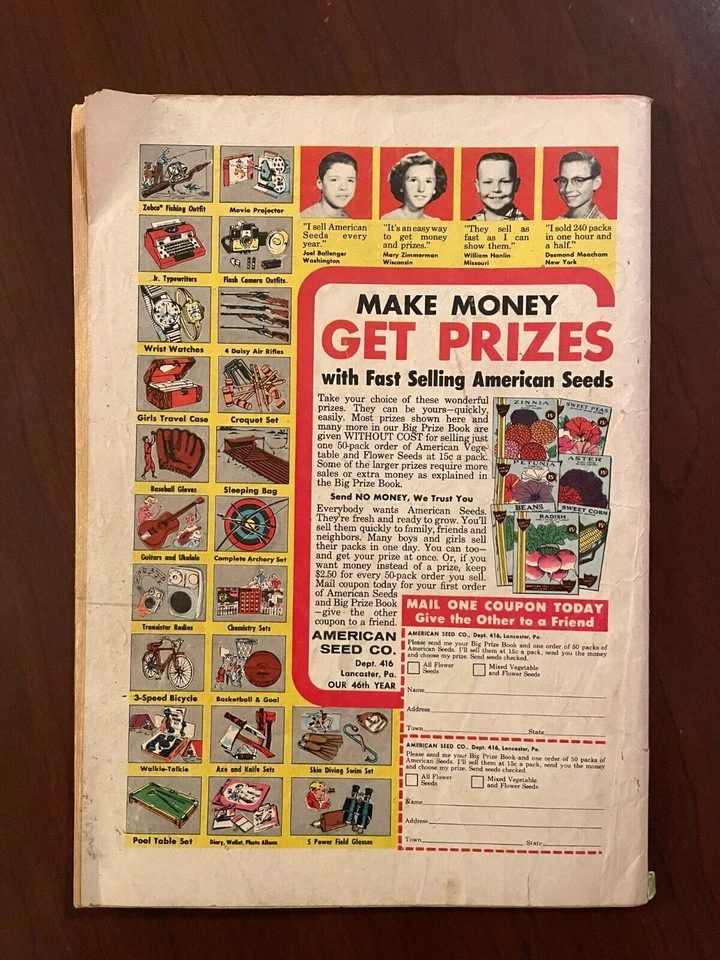 Zebco® Fishing Outfit
Movie Projector
Jr. Typewriters
Flash Camera Outfits
Wrist Watches
4 Daisy Air Rifles
Girls Travel Case
Croquet Set
Baseball Gloves
Sleeping Bag
Guitars and Ukulele
Complete Archery Set
Transistor Radios
Chemistry Sets
3-Speed Bicycle
Basketball & Goal
Walkie-Talkie
Axe and Knife Sets
Skin Diving Swim Set
Pool Table Set
Diary, Wallet, Photo Album
5 Power Field Glasses
"I sell American
Seeds every
year."
Joel Ballenger
Washington
"It's an easy way
to get money
and prizes."
Mary Zimmerman
Wisconsin
"They sell as
fast as I can
show them."
William Hanlin
Missouri
"I sold 240 packs
in one hour and
a half."
Desmond Meacham
New York
MAKE MONEY
GET PRIZES
with Fast Selling American Seeds
Take your choice of these wonderful
prizes. They can be yours—quickly,
easily. Most prizes shown here and
many more in our Big Prize Book are
given WITHOUT COST for selling just
one 50-pack order of American Vege-
table and Flower Seeds at 15c a pack.
Some of the larger prizes require more
sales or extra money as explained in
the Big Prize Book.
Send NO MONEY, We Trust You
Everybody wants American Seeds.
They're fresh and ready to grow. You'll
sell them quickly to family, friends and
neighbors. Many boys and girls sell
their packs in one day. You can too—
and get your prize at once. Or, if you
want money instead of a prize, keep
$2.50 for every 50-pack order you sell.
Mail coupon today for your first order
of American Seeds
and Big Prize Book
—give the other
coupon to a friend.
AMERICAN
SEED CO.
Dept. 416
Lancaster, Pa.
OUR 46th YEAR
ZINNIA
SWEET PEAS
PETUNIA
ASTER
BEANS
SWEET CORN
RADISH
15¢
MAIL ONE COUPON TODAY
Give the Other to a Friend
AMERICAN SEED CO., Dept. 416, Lancaster, Pa.
Please send me your Big Prize Book and one order of 50 packs of
American Seeds. I'll sell them at 15c a pack, send you the money
and choose my prize. Send seeds checked.
All Flower
Seeds
Mixed Vegetable
and Flower Seeds
Name
Address
Town State
AMERICAN SEED CO., Dept. 416, Lancaster, Pa.
Please send me your Big Prize Book and one order of 50 packs of
American Seeds. I'll sell them at 15c a pack, send you the money
and choose my prize. Send seeds checked.
All Flower
Seeds
Mixed Vegetable
and Flower Seeds
Name
Address
Town State